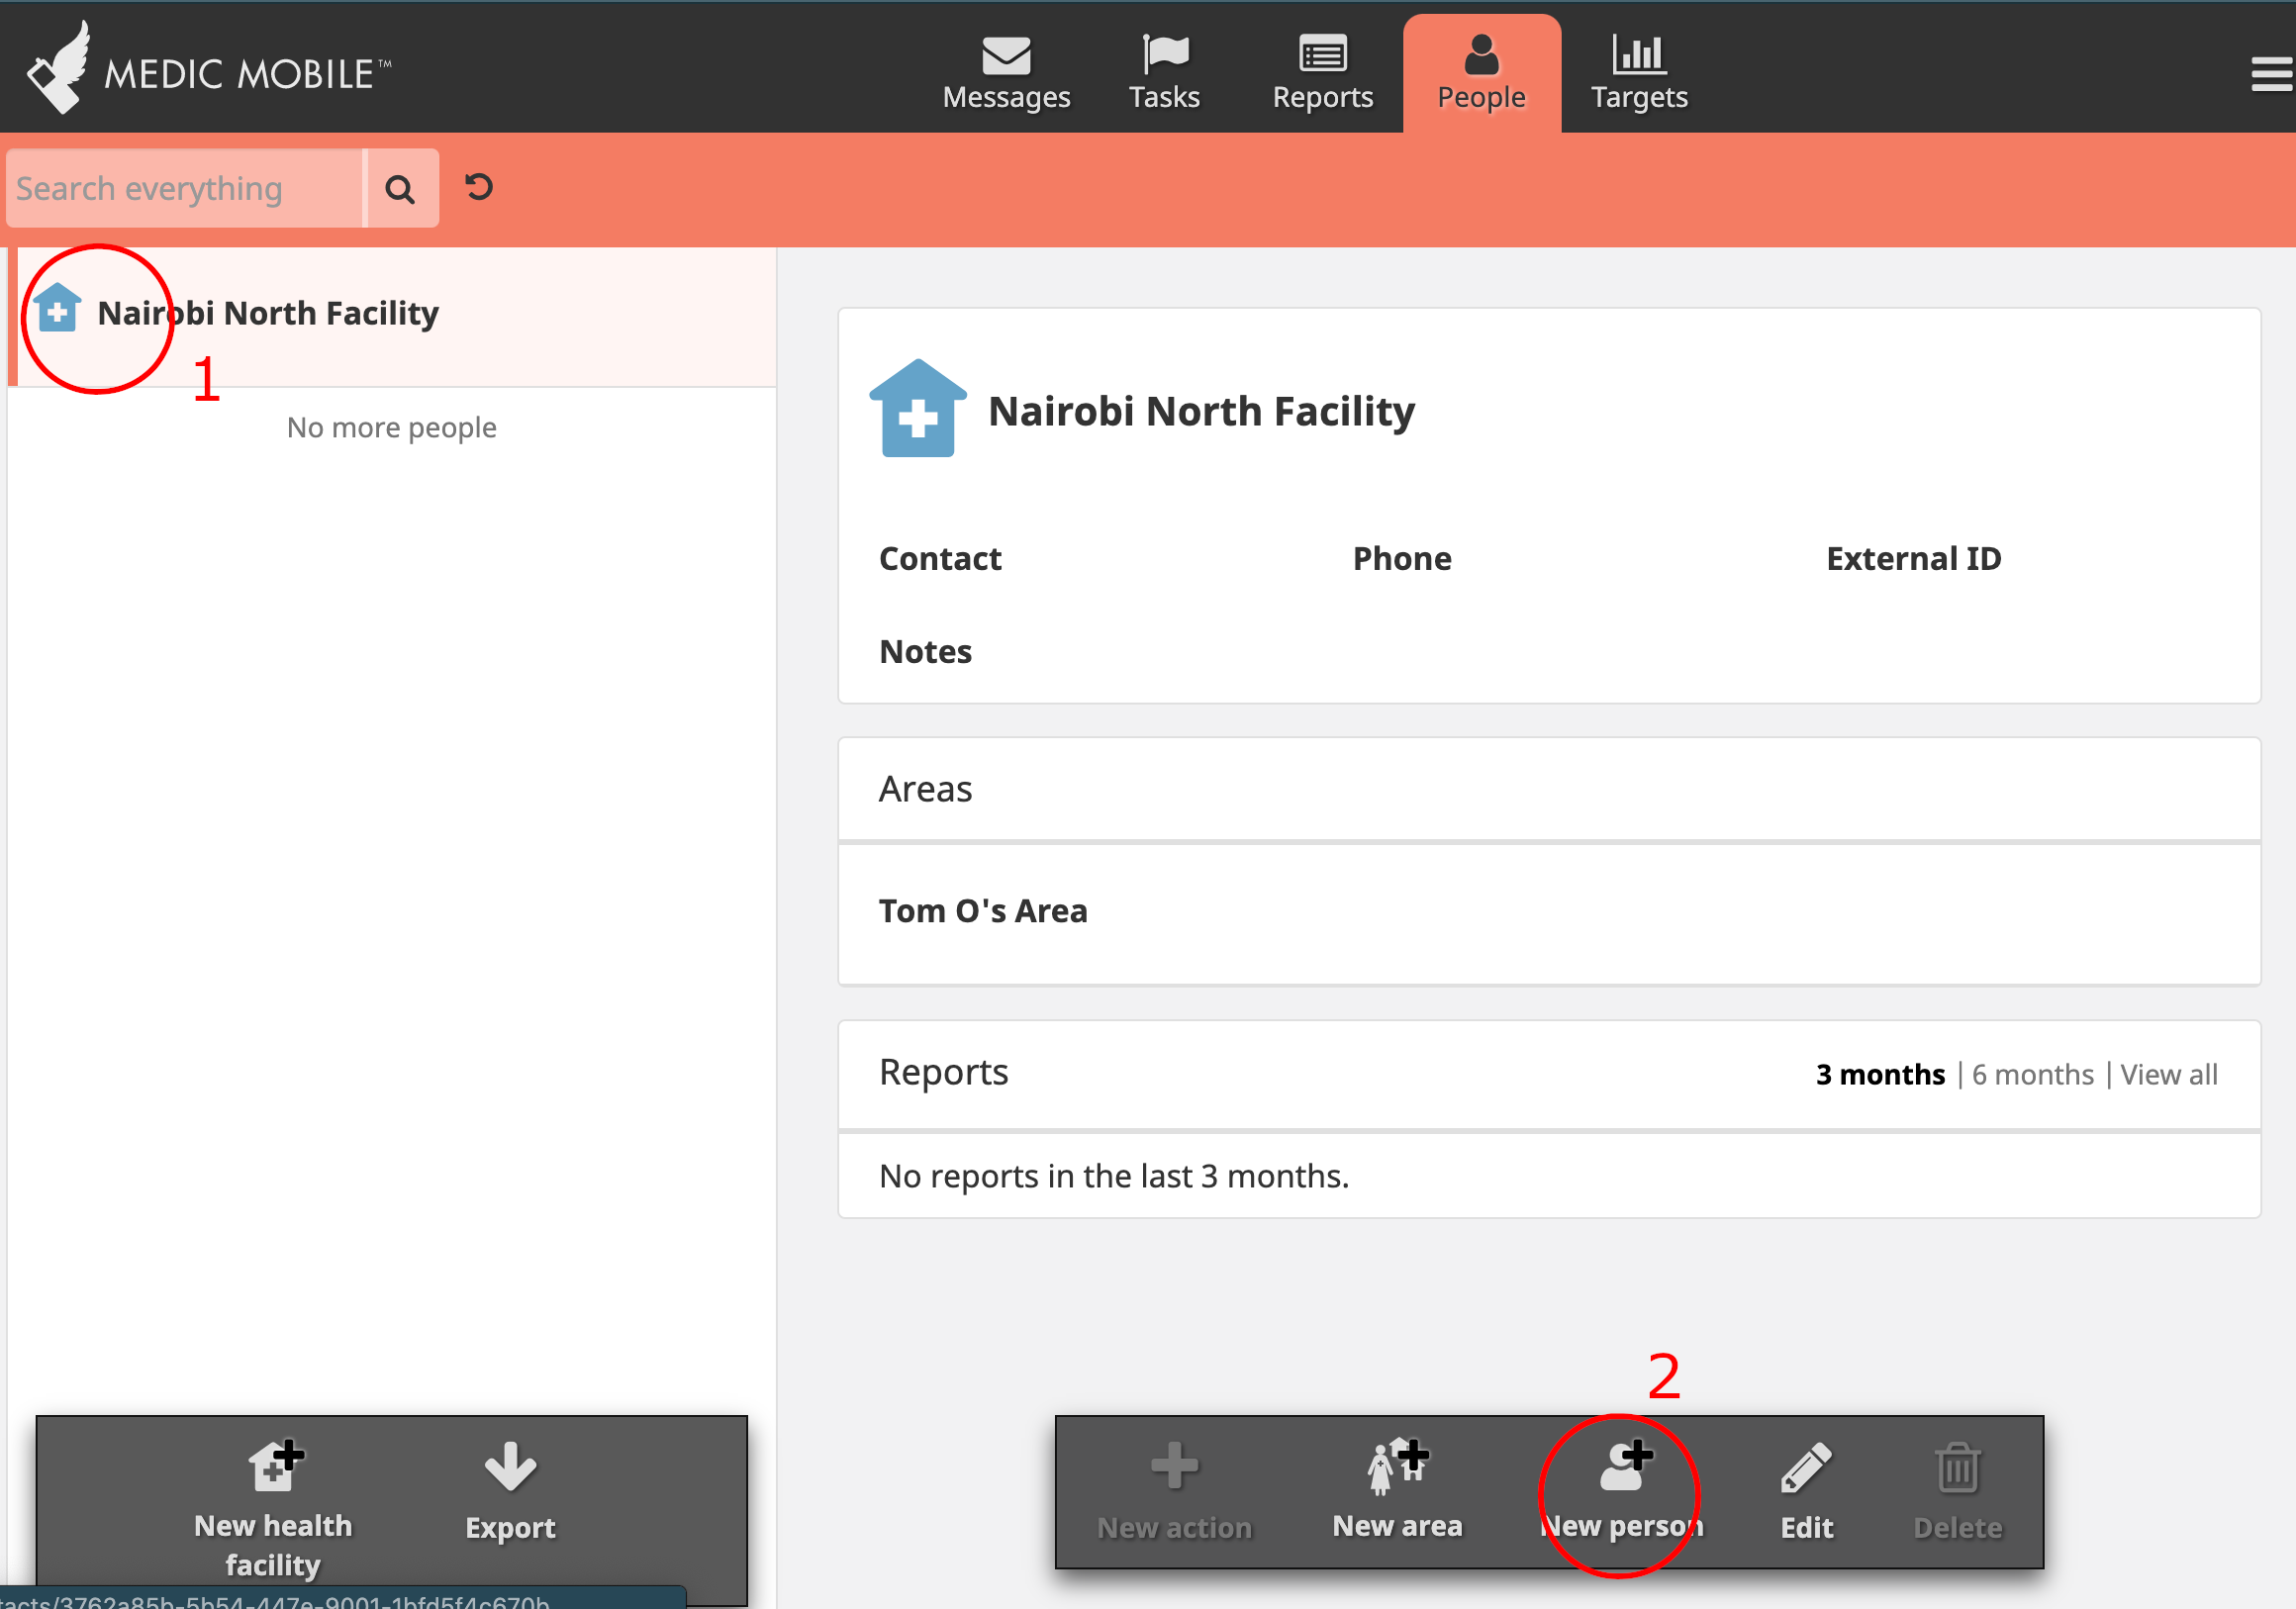 MEDIC MOBILE™
Messages
Tasks
Reports
People
Targets
Search everything
Nairobi North Facility
1
No more people
Nairobi North Facility
Contact Phone External ID
Notes
Areas
Tom O's Area
Reports 3 months | 6 months | View all
No reports in the last 3 months.
2
New health
facility
Export
New action
New area
New person
Edit
Delete
tacts/3762a85b-5b54-447e-9001-1bfd5f4c670b